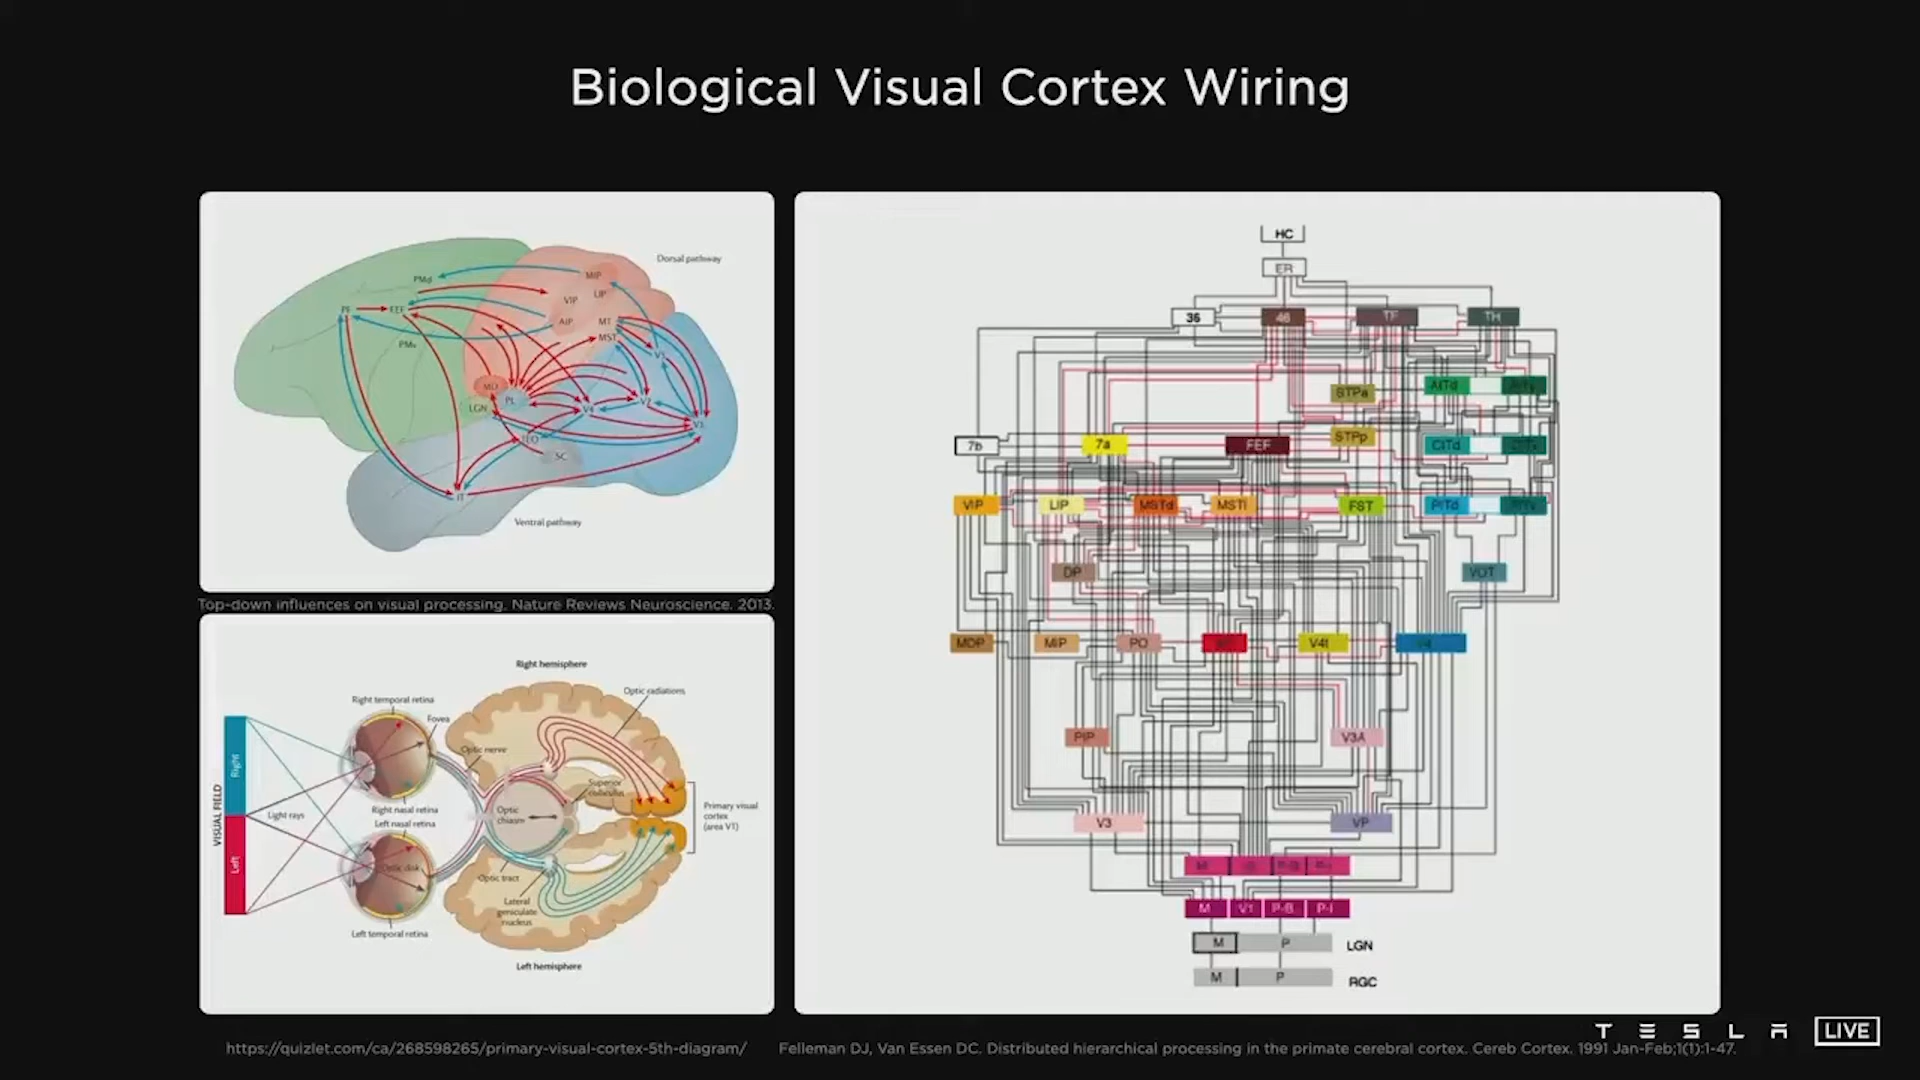 Biological Visual Cortex Wiring
Dorsal pathway
PMd
MIP
VIP
UP
PF
FEF
AIP
MT
PMv
MST
MD
PL
LGN
V4
V2
TEO
SC
IT
Ventral pathway
Top-down influences on visual processing. Nature Reviews Neuroscience. 2013.
Right hemisphere
Right temporal retina
Optic radiations
Fovea
Optic nerve
Right
Superior
colliculus
VISUAL FIELD
Light rays
Right nasal retina
Left nasal retina
Optic
chiasm
Primary visual
cortex
(area V1)
Left
Optic disk
Optic tract
Lateral
geniculate
nucleus
Left temporal retina
Left hemisphere
https://quizlet.com/ca/268598265/primary-visual-cortex-5th-diagram/
HC
ER
36
46
TF
TH
STPa
AITd
7b
7a
FEF
STPp
CITd
VIP
LIP
MSTd
MSTl
FST
PITd
DP
VOT
MDP
MIP
PO
V4t
V4
PIP
V3A
V3
VP
M
V1
P-B
P-I
M
P
LGN
M
P
RGC
Felleman DJ, Van Essen DC. Distributed hierarchical processing in the primate cerebral cortex. Cereb Cortex. 1991 Jan-Feb;1(1):1-47.
TESLA
LIVE